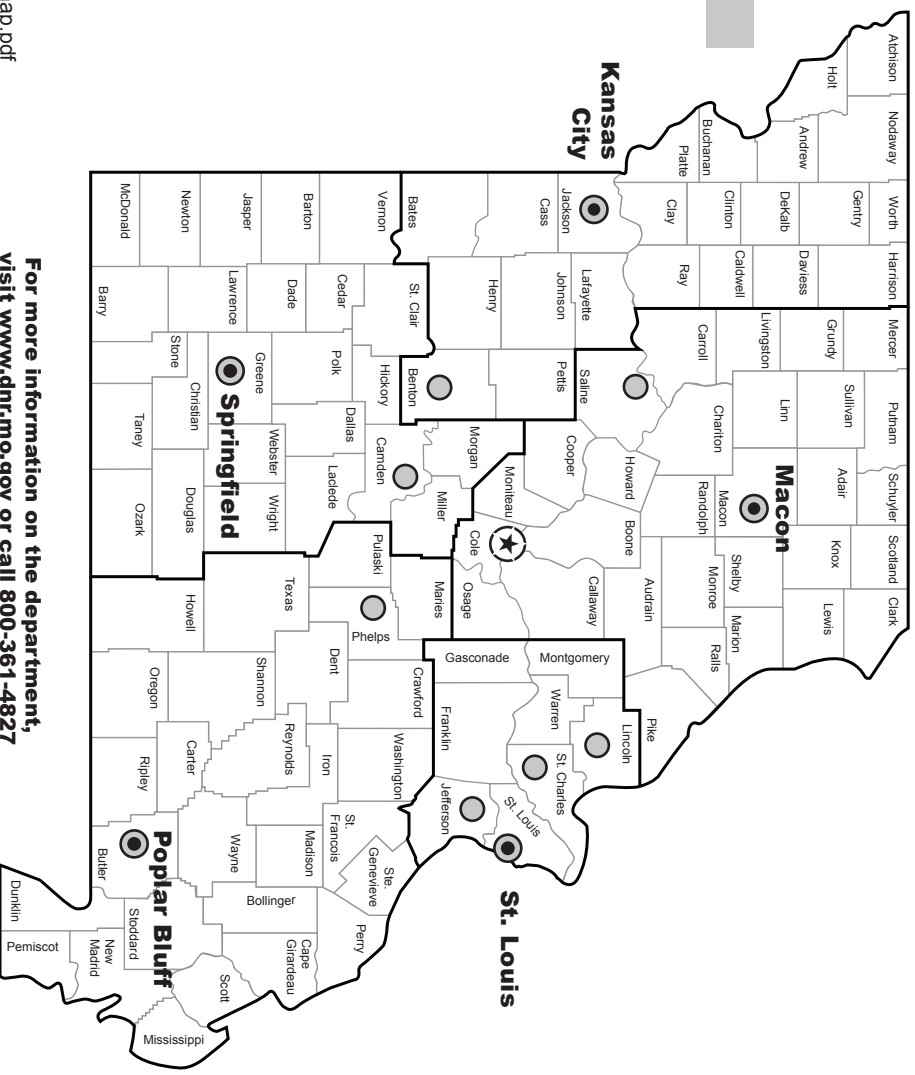 Atchison
Nodaway
Worth
Harrison
Mercer
Putnam
Schuyler
Scotland
Clark
Holt
Andrew
Gentry
DeKalb
Daviess
Grundy
Sullivan
Adair
Knox
Lewis
Buchanan
Clinton
Caldwell
Livingston
Linn
Macon
Macon
Shelby
Marion
Platte
Clay
Ray
Carroll
Chariton
Randolph
Monroe
Ralls
Kansas
City
Jackson
Lafayette
Saline
Howard
Boone
Audrain
Pike
Cass
Johnson
Pettis
Cooper
Moniteau
Cole
Callaway
Montgomery
Warren
Lincoln
St. Charles
St. Louis
St. Louis
Bates
Henry
Benton
Morgan
Miller
Osage
Gasconade
Franklin
Jefferson
Vernon
St. Clair
Hickory
Camden
Pulaski
Maries
Phelps
Crawford
Washington
Barton
Cedar
Polk
Dallas
Laclede
Texas
Dent
Iron
St.
Francois
Ste.
Genevieve
Perry
Jasper
Dade
Greene
Webster
Wright
Springfield
Shannon
Reynolds
Madison
Bollinger
Cape
Girardeau
Newton
Lawrence
Christian
Douglas
Howell
Carter
Wayne
Scott
McDonald
Barry
Stone
Taney
Ozark
Oregon
Ripley
Butler
Poplar Bluff
Stoddard
Mississippi
New
Madrid
Dunklin
Pemiscot
For more information on the department,
visit www.dnr.mo.gov or call 800-361-4827
ap.pdf